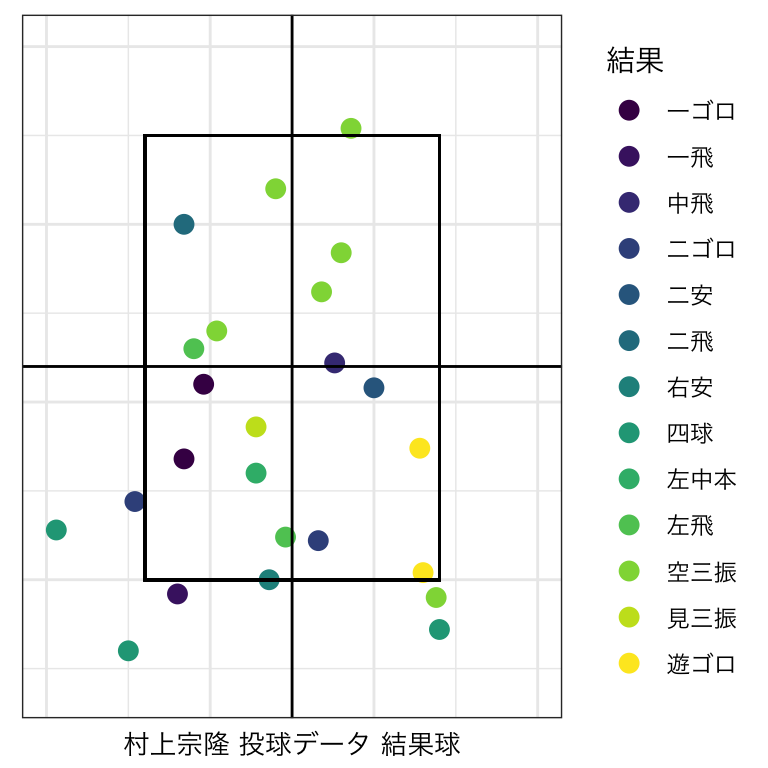 結果
一ゴロ
一飛
中飛
二ゴロ
二安
二飛
右安
四球
左中本
左飛
空三振
見三振
遊ゴロ
村上宗隆 投球データ 結果球